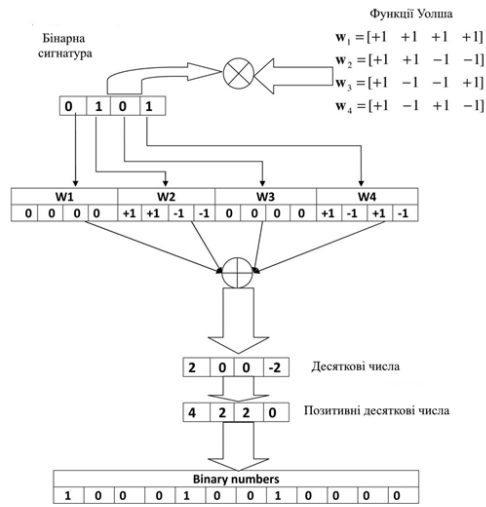 Функції Уолша
Бінарна
сигнатура
w₁ = [+1 +1 +1 +1]
w₂ = [+1 +1 −1 −1]
w₃ = [+1 −1 −1 +1]
w₄ = [+1 −1 +1 −1]
0 1 0 1
W1 W2 W3 W4
0 0 0 0 +1 +1 -1 -1 0 0 0 0 +1 -1 +1 -1
2 0 0 -2 Десяткові числа
4 2 2 0 Позитивні десяткові числа
Binary numbers
1 0 0 0 1 0 0 1 0 0 0 0